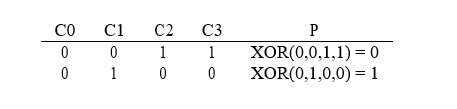 C0 C1 C2 C3 P
0 0 1 1 XOR(0,0,1,1) = 0
0 1 0 0 XOR(0,1,0,0) = 1